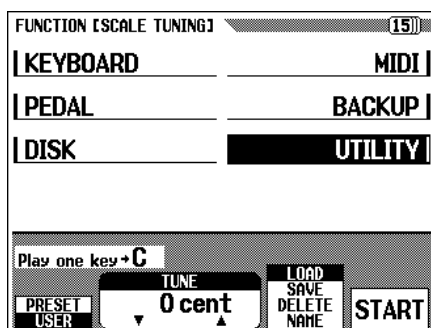 FUNCTION [SCALE TUNING] 15
KEYBOARD MIDI
PEDAL BACKUP
DISK UTILITY
Play one key→C
TUNE
0 cent
▼ ▲
PRESET
USER
LOAD
SAVE
DELETE
NAME
START